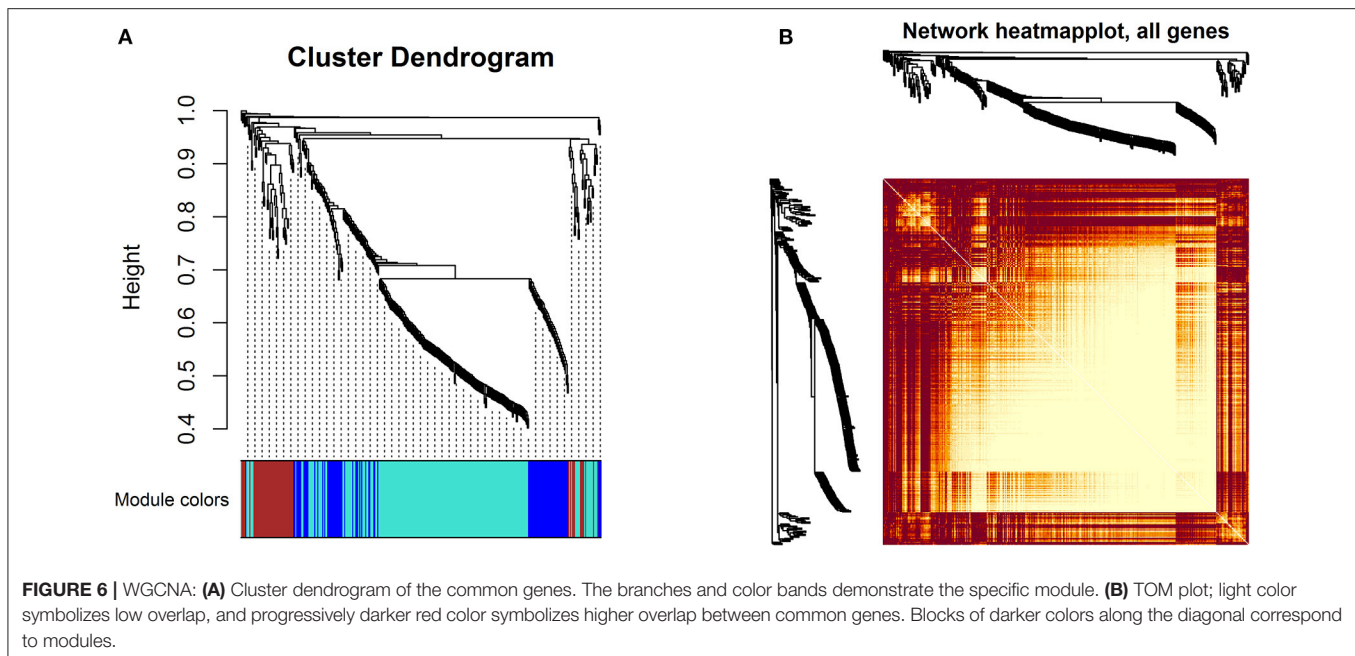 A
Cluster Dendrogram
Height
1.0
0.9
0.8
0.7
0.6
0.5
0.4
Module colors
B
Network heatmapplot, all genes
FIGURE 6 | WGCNA: (A) Cluster dendrogram of the common genes. The branches and color bands demonstrate the specific module. (B) TOM plot; light color
symbolizes low overlap, and progressively darker red color symbolizes higher overlap between common genes. Blocks of darker colors along the diagonal correspond
to modules.